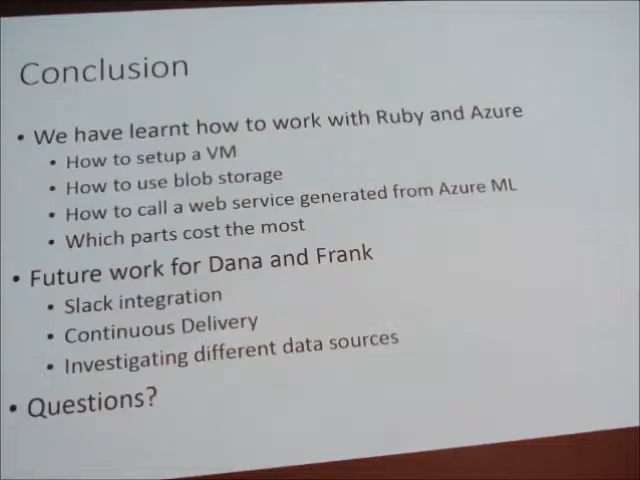 Conclusion
• We have learnt how to work with Ruby and Azure
• How to setup a VM
• How to use blob storage
• How to call a web service generated from Azure ML
• Which parts cost the most
• Future work for Dana and Frank
• Slack integration
• Continuous Delivery
• Investigating different data sources
• Questions?